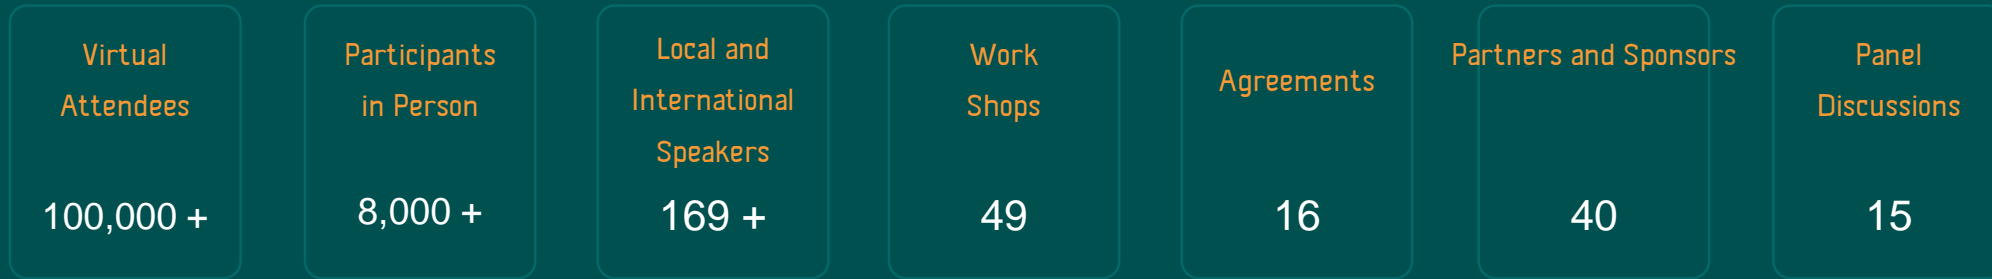 Virtual
Attendees
100,000 +
Participants
in Person
8,000 +
Local and
International
Speakers
169 +
Work
Shops
49
Agreements
16
Partners and Sponsors
40
Panel
Discussions
15